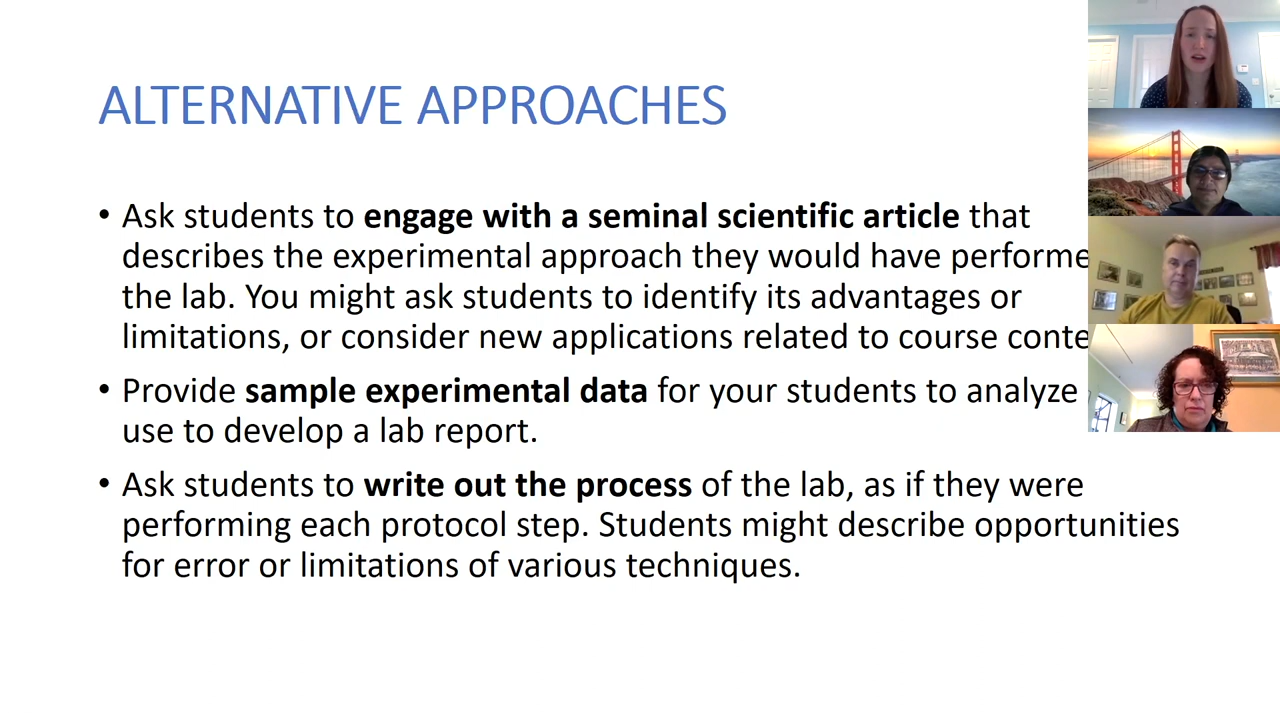 ALTERNATIVE APPROACHES
• Ask students to engage with a seminal scientific article that
describes the experimental approach they would have performe
the lab. You might ask students to identify its advantages or
limitations, or consider new applications related to course conte
• Provide sample experimental data for your students to analyze
use to develop a lab report.
• Ask students to write out the process of the lab, as if they were
performing each protocol step. Students might describe opportunities
for error or limitations of various techniques.